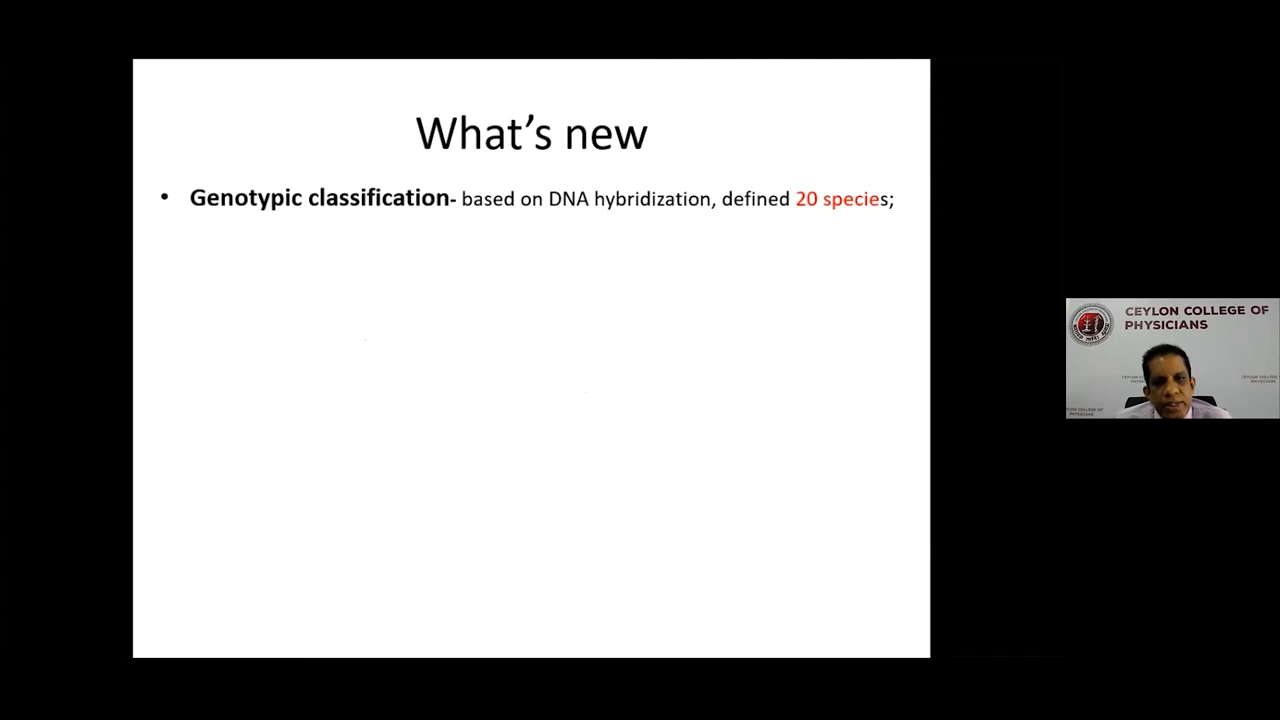 What's new
• Genotypic classification- based on DNA hybridization, defined 20 species;
CEYLON COLLEGE OF
PHYSICIANS